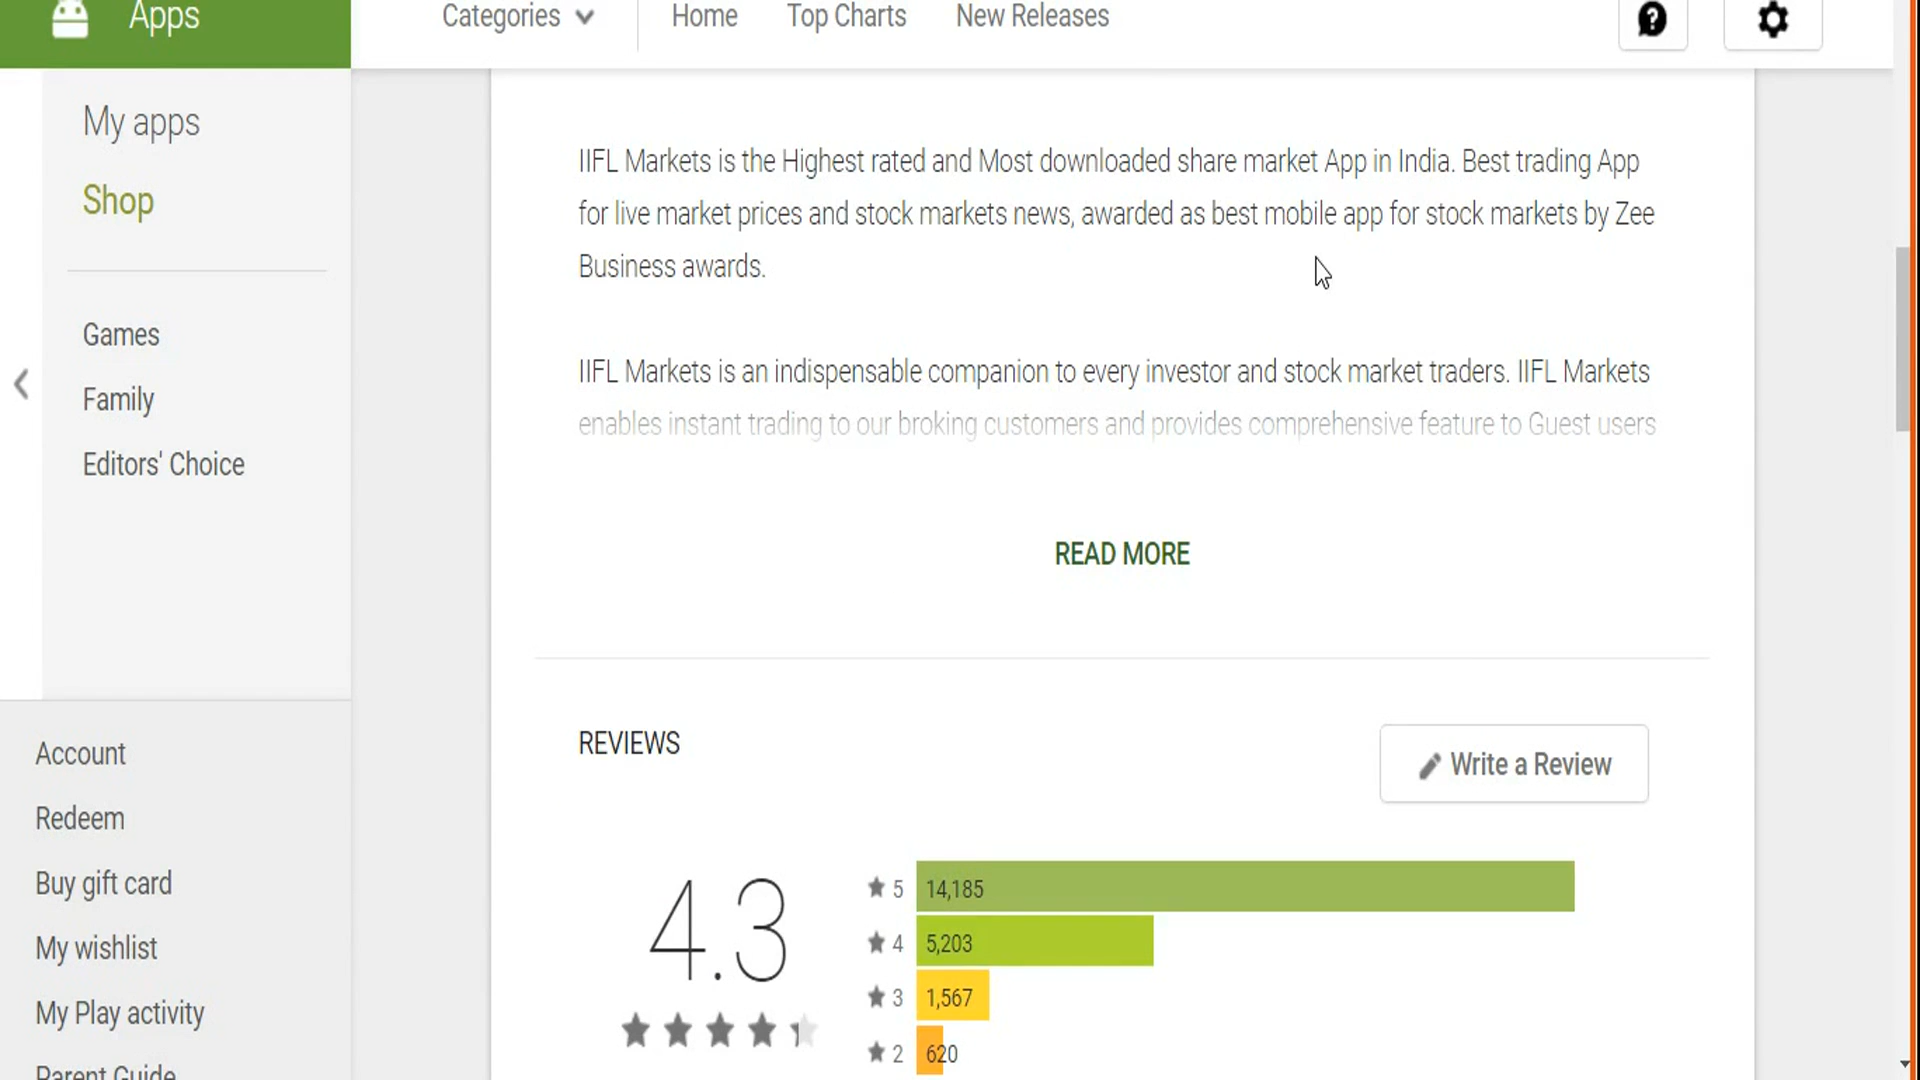 Apps
Categories
Home
Top Charts
New Releases
My apps
Shop
Games
Family
Editors' Choice
Account
Redeem
Buy gift card
My wishlist
My Play activity
Parent Guide
IIFL Markets is the Highest rated and Most downloaded share market App in India. Best trading App
for live market prices and stock markets news, awarded as best mobile app for stock markets by Zee
Business awards.
IIFL Markets is an indispensable companion to every investor and stock market traders. IIFL Markets
enables instant trading to our broking customers and provides comprehensive feature to Guest users
READ MORE
REVIEWS
Write a Review
4.3
5 14,185
4 5,203
3 1,567
2 620